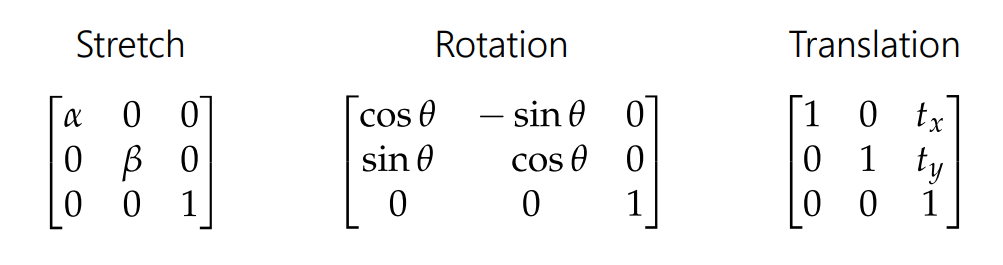 Stretch Rotation Translation
[α 0 0] [cos θ − sin θ 0] [1 0 tₓ]
[0 β 0] [sin θ cos θ 0] [0 1 t_y]
[0 0 1] [0 0 1] [0 0 1]